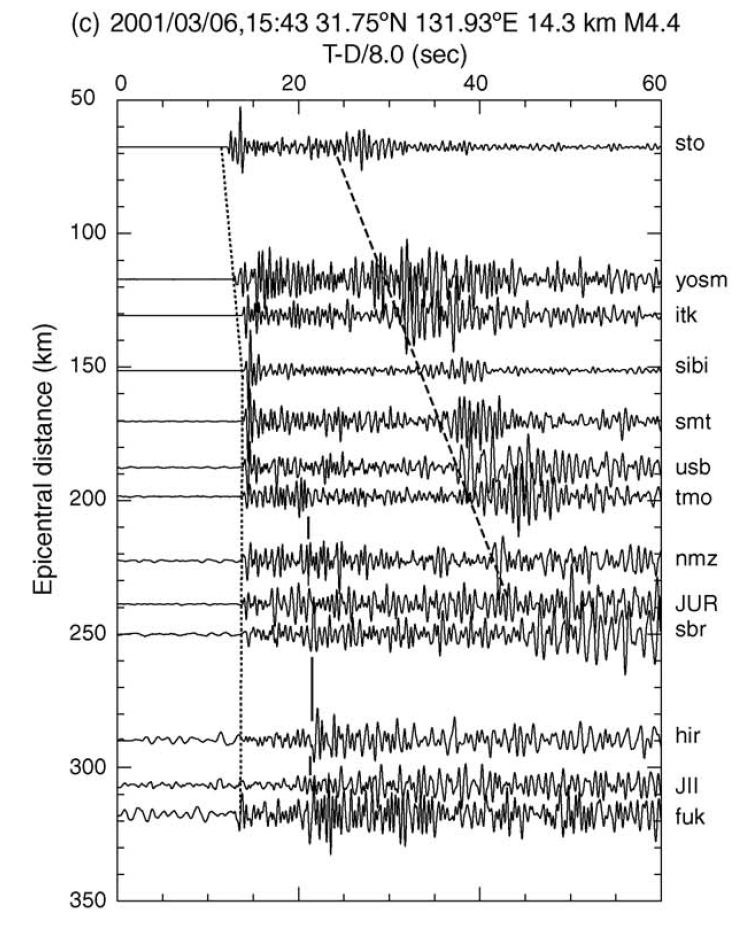 (c) 2001/03/06,15:43 31.75ºN 131.93ºE 14.3 km M4.4
T-D/8.0 (sec)
0 20 40 60
50
sto
100
yosm
itk
150
sibi
smt
usb
200
tmo
nmz
JUR
250
sbr
hir
300
JII
fuk
350
Epicentral distance (km)